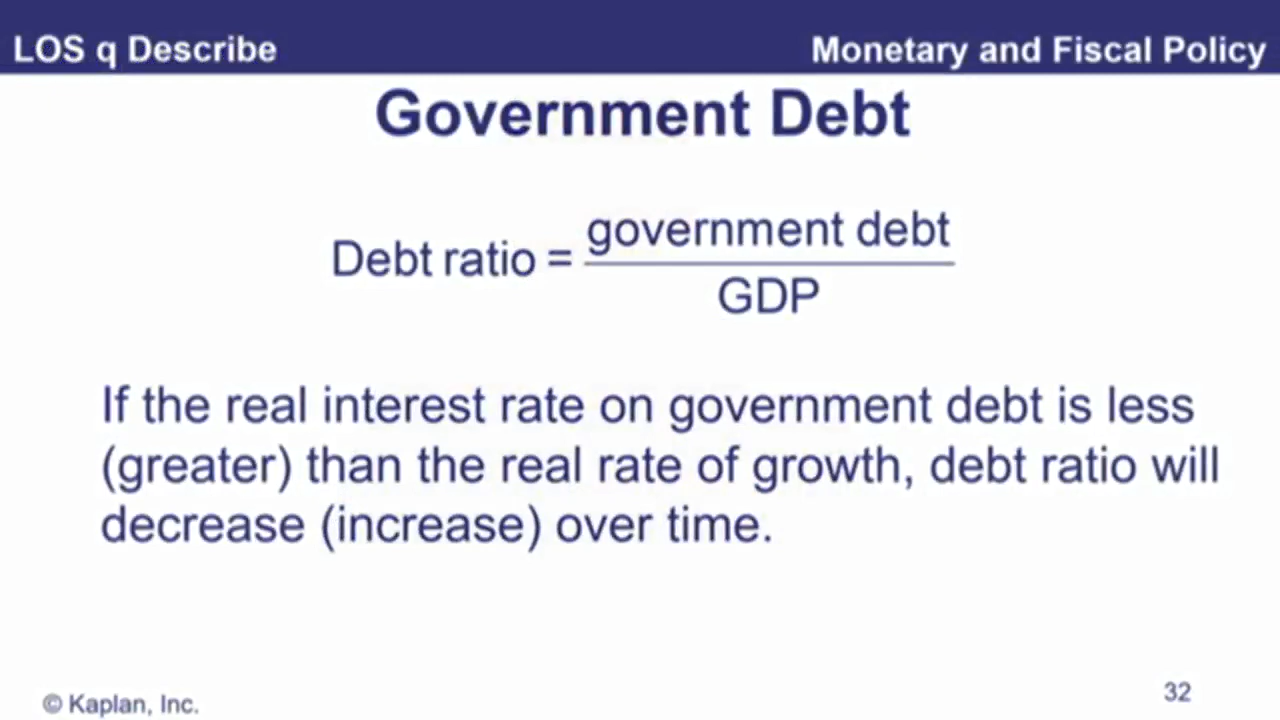 LOS q Describe
Monetary and Fiscal Policy
Government Debt
Debt ratio = government debt
GDP
If the real interest rate on government debt is less
(greater) than the real rate of growth, debt ratio will
decrease (increase) over time.
© Kaplan, Inc.
32